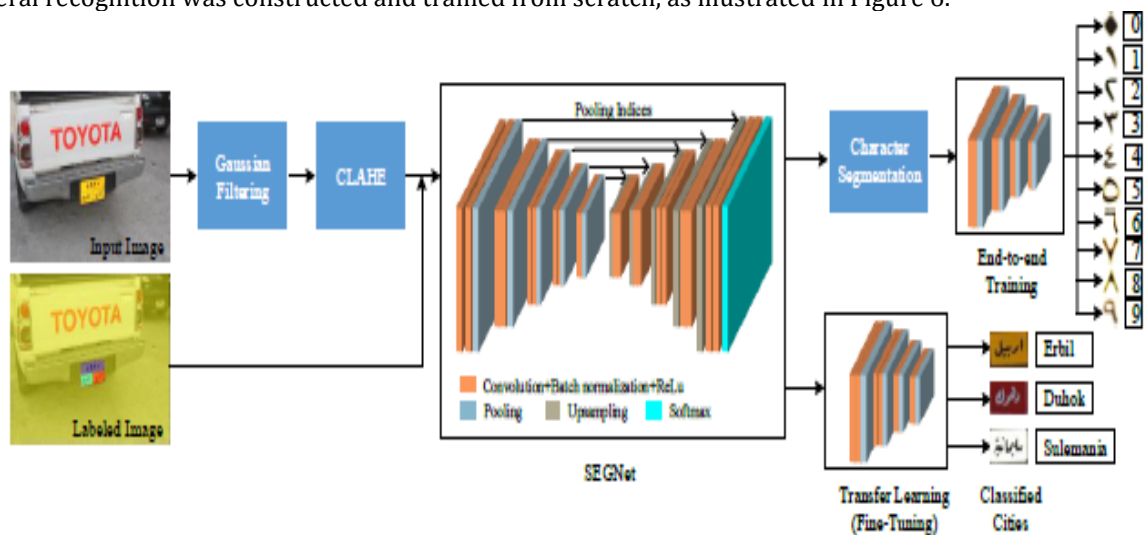 eral recognition was constructed and trained from scratch, as illustrated in Figure 6.
TOYOTA
Input Image
TOYOTA
Labeled Image
Gaussian
Filtering
CLAHE
Pooling Indices
Convolution+Batch normalization+ReLu
Pooling
Upsampling
Softmax
SEGNet
Character
Segmentation
End-to-end
Training
٠ 0
١ 1
٢ 2
٣ 3
٤ 4
٥ 5
٦ 6
٧ 7
٨ 8
٩ 9
اربيل Erbil
دهوك Duhok
Sulemania
Transfer Learning
(Fine-Tuning)
Classified
Cities